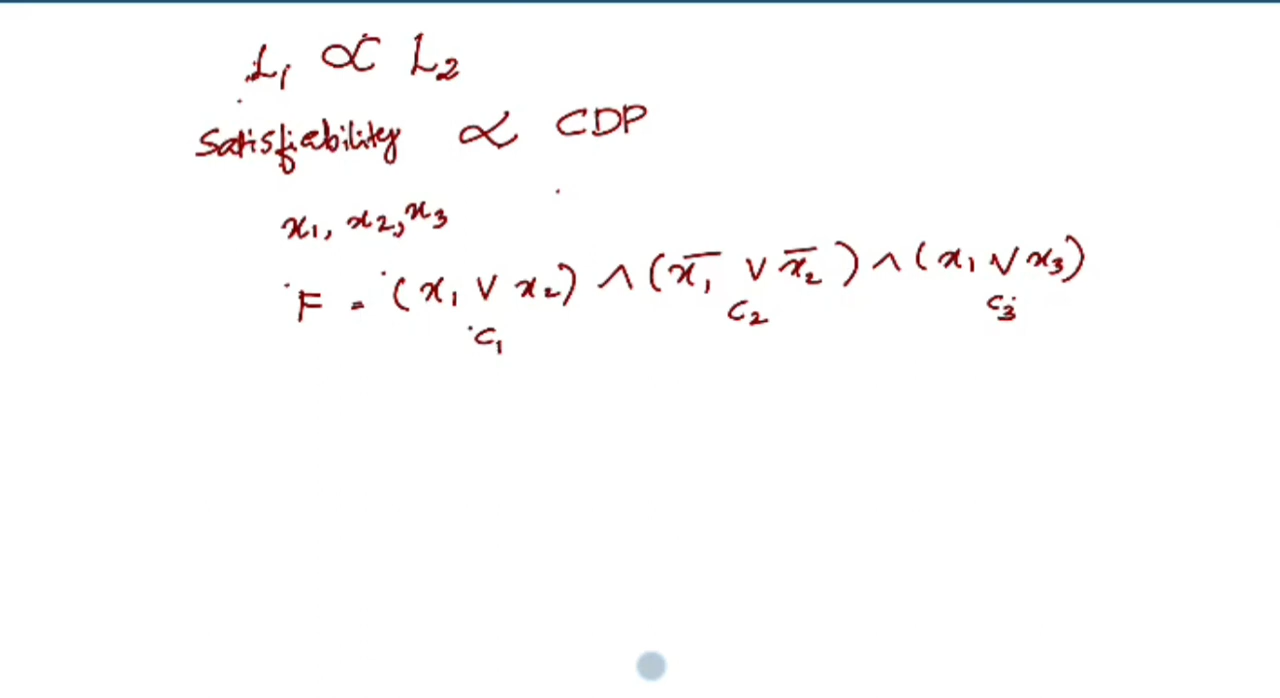 L₁ ∝ L₂
Satisfiability ∝ CDP
x₁, x₂, x₃
F = (x₁ ∨ x₂) ∧ (x̅₁ ∨ x̅₂) ∧ (x₁ ∨ x₃)
C₁ C₂ C₃